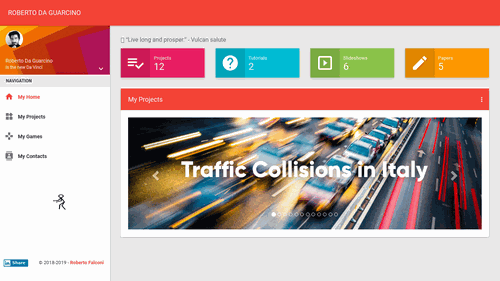 ROBERTO DA GUARCINO
"Live long and prosper." - Vulcan salute
Roberto Da Guarcino
is the new Da Vinci
NAVIGATION
My Home
My Projects
My Games
My Contacts
Projects
12
Tutorials
2
Slideshows
6
Papers
5
My Projects
Traffic Collisions in Italy
in Share
© 2018-2019 - Roberto Falconi